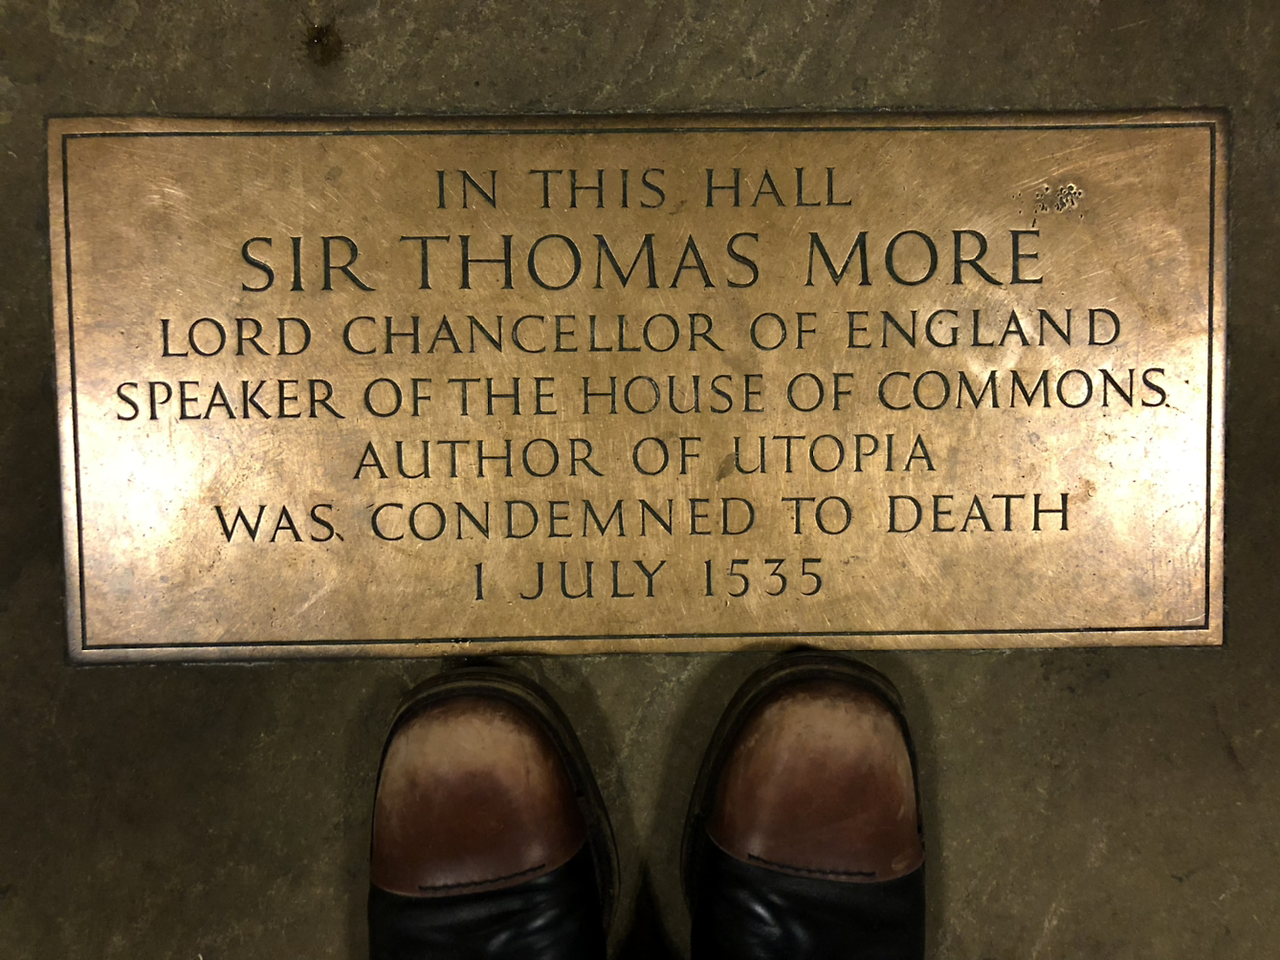 IN THIS HALL
SIR THOMAS MORE
LORD CHANCELLOR OF ENGLAND
SPEAKER OF THE HOUSE OF COMMONS
AUTHOR OF UTOPIA
WAS CONDEMNED TO DEATH
1 JULY 1535